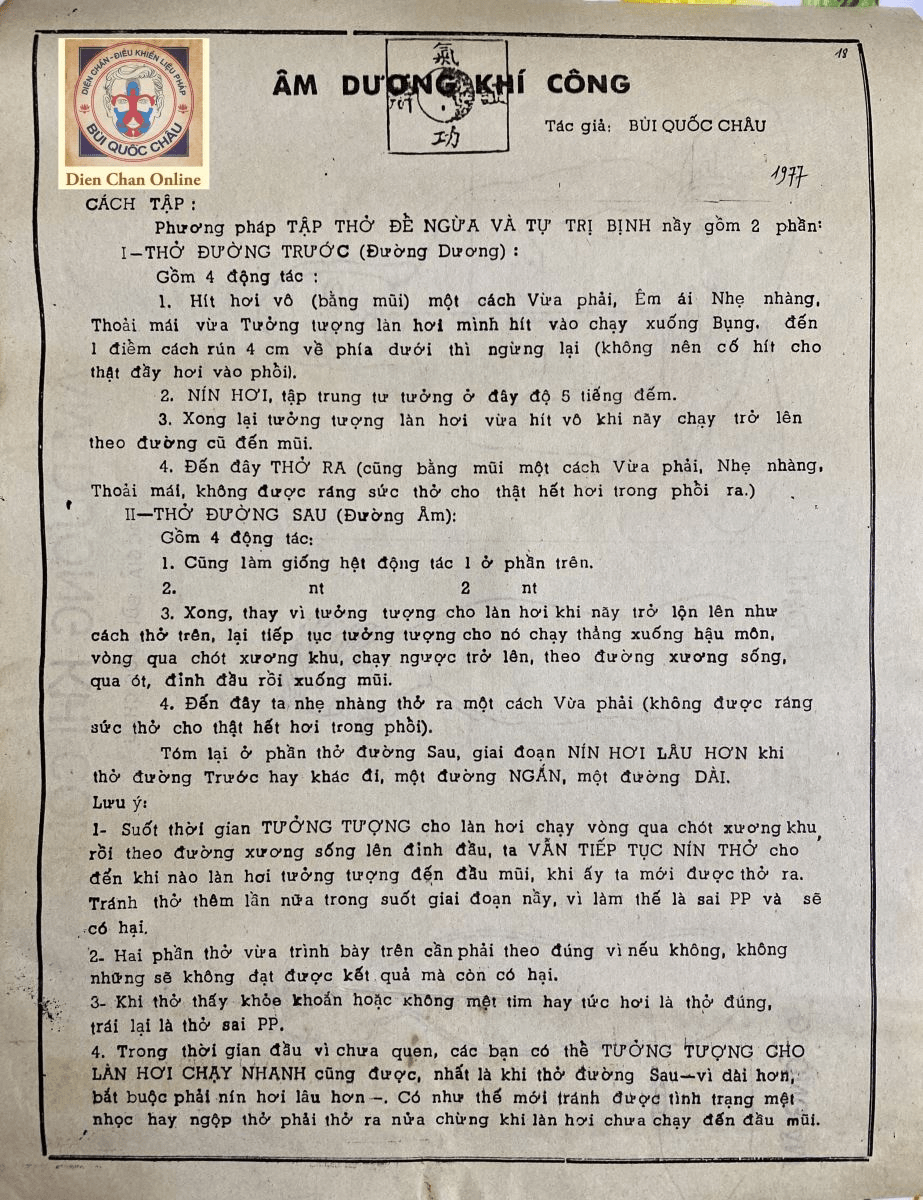 18
DIỆN CHẨN-ĐIỀU KHIỂN LIỆU PHÁP
BÙI QUỐC CHÂU
Dien Chan Online
氣
功
ÂM DƯƠNG KHÍ CÔNG
Tác giả: BÙI QUỐC CHÂU
1977
CÁCH TẬP :
Phương pháp TẬP THỞ ĐỀ NGỪA VÀ TỰ TRỊ BỊNH nầy gồm 2 phần:
I-THỞ ĐƯỜNG TRƯỚC (Đường Dương) :
Gồm 4 động tác :
1. Hít hơi vô (bằng mũi) một cách Vừa phải, Êm ái Nhẹ nhàng,
Thoải mái vừa Tưởng tượng làn hơi mình hít vào chạy xuống Bụng, đến
1 điểm cách rún 4 cm về phía dưới thì ngừng lại (không nên cố hít cho
thật đầy hơi vào phổi).
2. NÍN HƠI, tập trung tư tưởng ở đây độ 5 tiếng đếm.
3. Xong lại tưởng tượng làn hơi vừa hít vô khi nãy chạy trở lên
theo đường cũ đến mũi.
4. Đến đây THỞ RA (cũng bằng mũi một cách Vừa phải, Nhẹ nhàng,
Thoải mái, không được ráng sức thở cho thật hết hơi trong phổi ra.)
II—THỞ ĐƯỜNG SAU (Đường Âm):
Gồm 4 động tác:
1. Cũng làm giống hệt động tác 1 ở phần trên.
2. nt 2 nt
3. Xong, thay vì tưởng tượng cho làn hơi khi nãy trở lộn lên như
cách thở trên, lại tiếp tục tưởng tượng cho nó chạy thẳng xuống hậu môn,
vòng qua chót xương khu, chạy ngược trở lên, theo đường xương sống,
qua ót, đỉnh đầu rồi xuống mũi.
4. Đến đây ta nhẹ nhàng thở ra một cách Vừa phải (không được ráng
sức thở cho thật hết hơi trong phổi).
Tóm lại ở phần thở đường Sau, giai đoạn NÍN HƠI LÂU HƠN khi
thở đường Trước hay khác đi, một đường NGẮN, một đường DÀI.
Lưu ý:
1- Suốt thời gian TƯỞNG TƯỢNG cho làn hơi chạy vòng qua chót xương khu,
rồi theo đường xương sống lên đỉnh đầu, ta VẪN TIẾP TỤC NÍN THỞ cho
đến khi nào làn hơi tưởng tượng đến đầu mũi, khi ấy ta mới được thở ra.
Tránh thở thêm lần nữa trong suốt giai đoạn nầy, vì làm thế là sai PP và sẽ
có hại.
2- Hai phần thở vừa trình bày trên cần phải theo đúng vì nếu không, không
những sẽ không đạt được kết quả mà còn có hại.
3- Khi thở thấy khỏe khoắn hoặc không mệt tim hay tức hơi là thở đúng,
trái lại là thở sai PP.
4. Trong thời gian đầu vì chưa quen, các bạn có thể TƯỞNG TƯỢNG CHO
LÀN HƠI CHẠY NHANH cũng được, nhất là khi thở đường Sau—vì dài hơn,
bắt buộc phải nín hơi lâu hơn —. Có như thế mới tránh được tình trạng mệt
nhọc hay ngộp thở phải thở ra nửa chừng khi làn hơi chưa chạy đến đầu mũi.